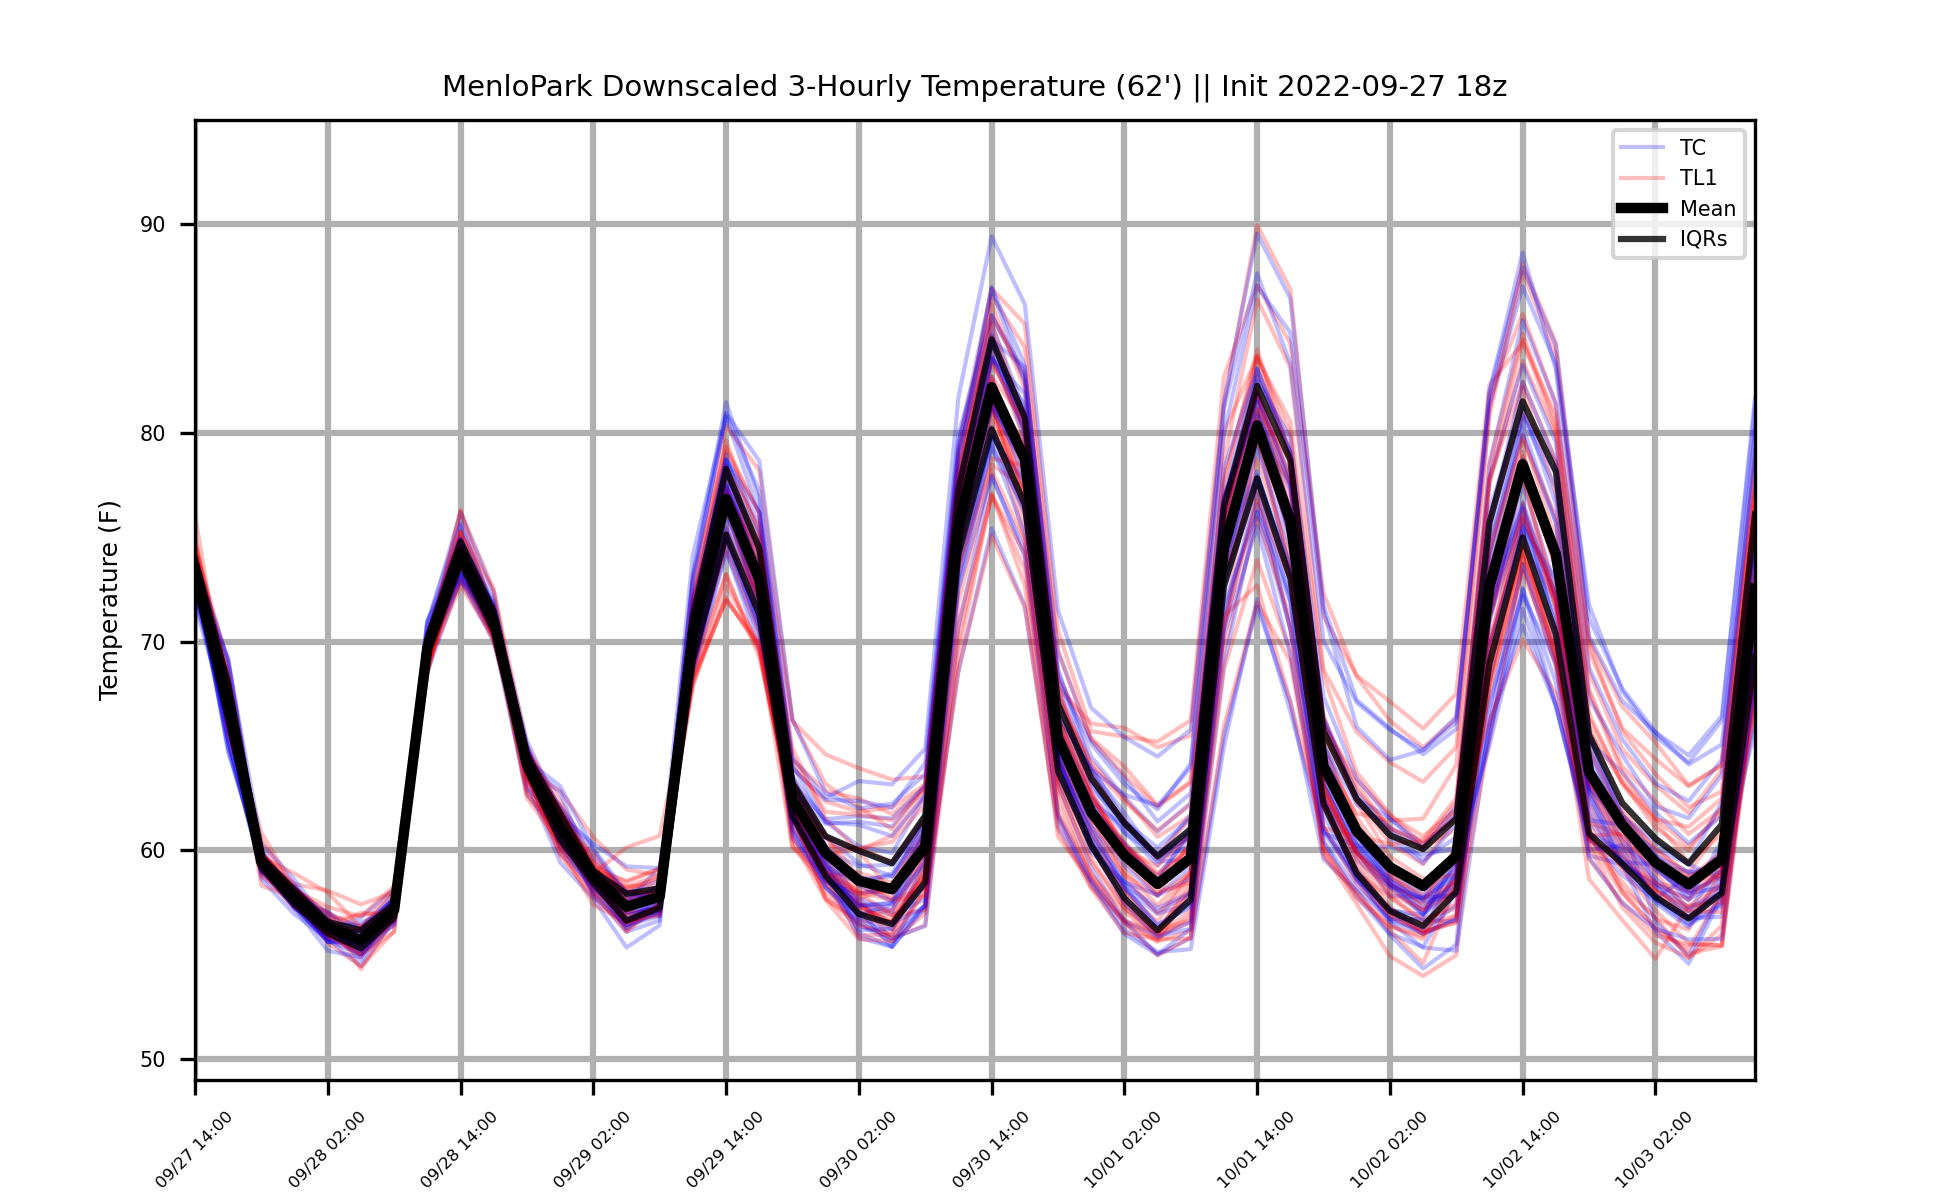 MenloPark Downscaled 3-Hourly Temperature (62') || Init 2022-09-27 18z
TC
TL1
Mean
IQRs
90
80
70
60
50
Temperature (F)
09/27 14:00
09/28 02:00
09/28 14:00
09/29 02:00
09/29 14:00
09/30 02:00
09/30 14:00
10/01 02:00
10/01 14:00
10/02 02:00
10/02 14:00
10/03 02:00